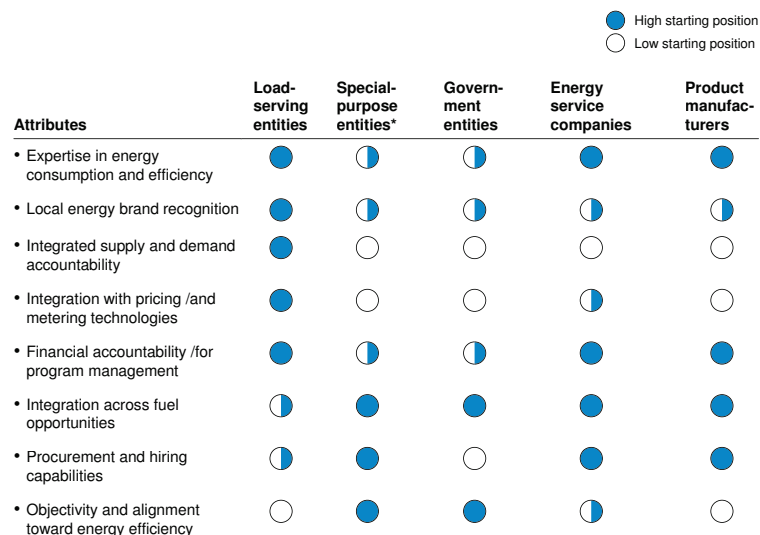 High starting position
Low starting position
Attributes
Load-
serving
entities
Special-
purpose
entities*
Govern-
ment
entities
Energy
service
companies
Product
manufac-
turers
• Expertise in energy
consumption and efficiency
• Local energy brand recognition
• Integrated supply and demand
accountability
• Integration with pricing /and
metering technologies
• Financial accountability /for
program management
• Integration across fuel
opportunities
• Procurement and hiring
capabilities
• Objectivity and alignment
toward energy efficiency